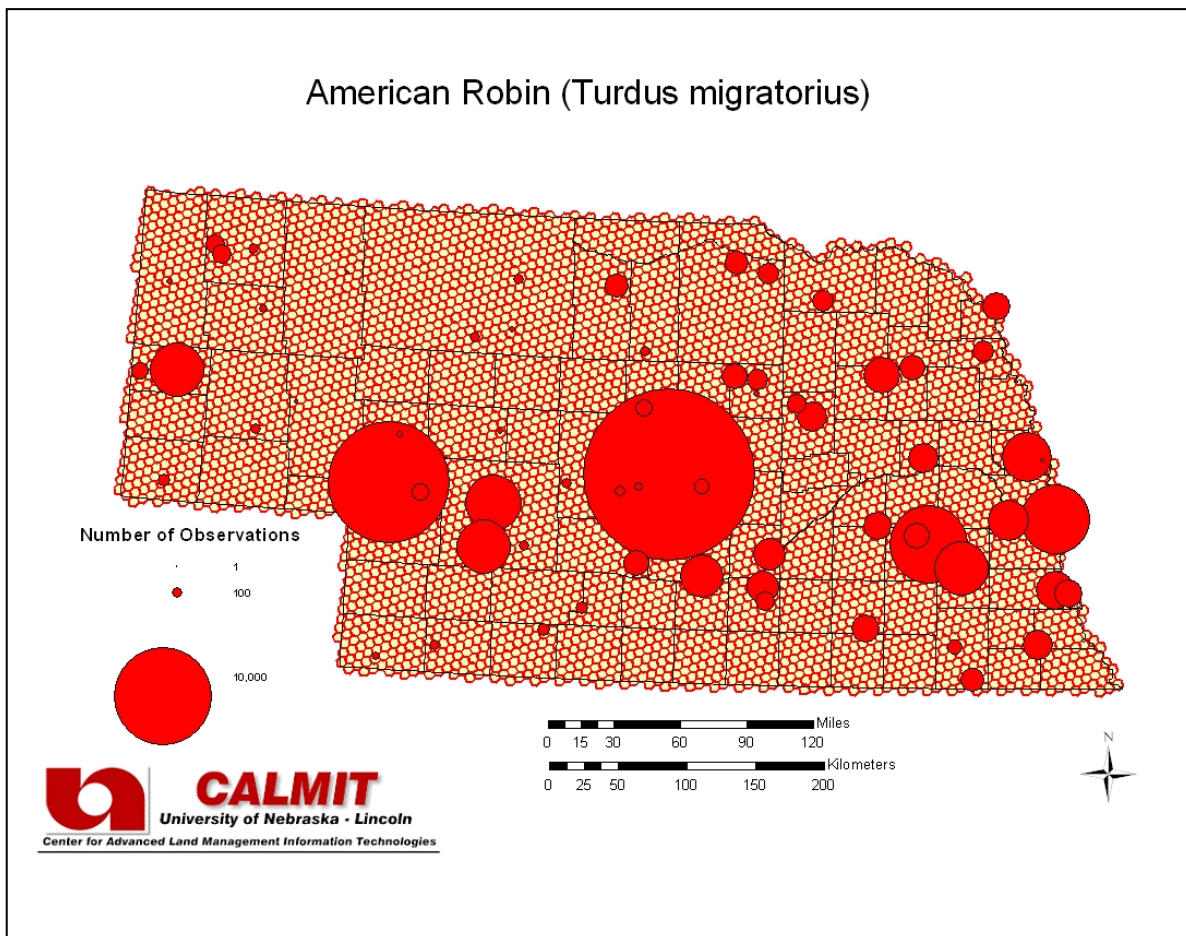 American Robin (Turdus migratorius)
Number of Observations
1
100
10,000
Miles
0 15 30 60 90 120
Kilometers
0 25 50 100 150 200
N
CALMIT
University of Nebraska - Lincoln
Center for Advanced Land Management Information Technologies